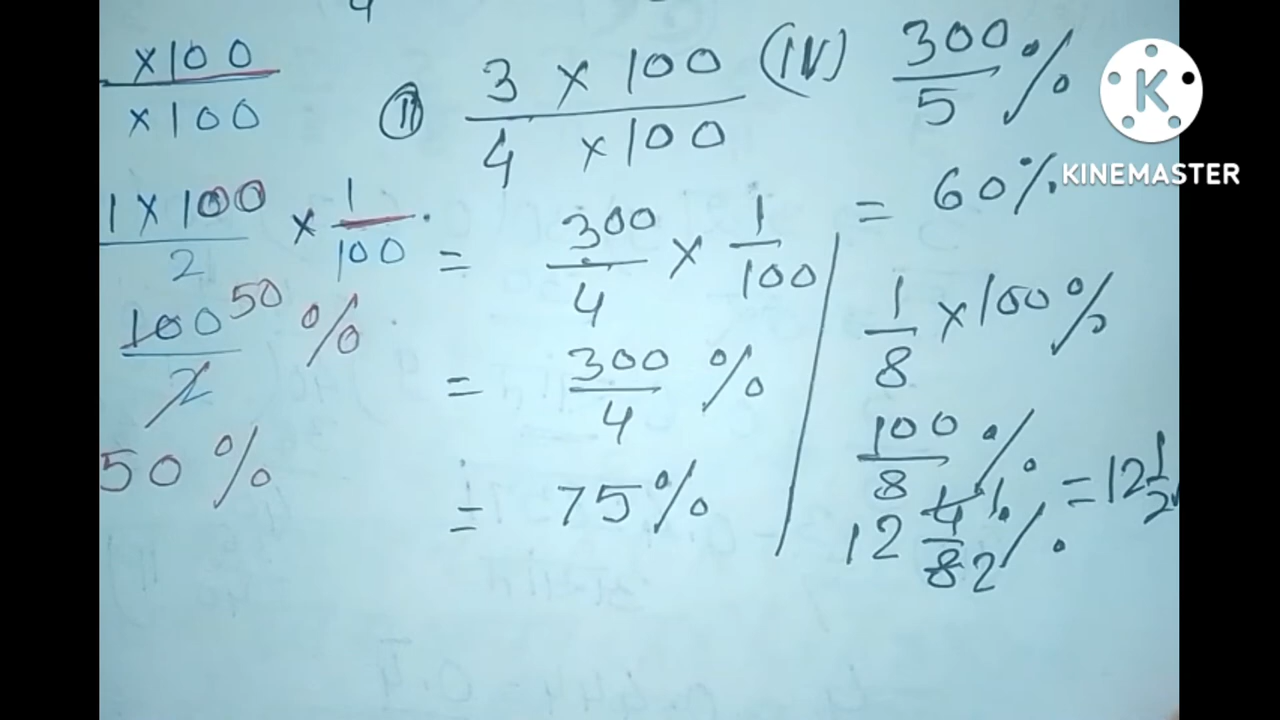 ×100
×100
1 × 100 × 1
2 100
100 50 %
2
50 %
(II) 3 × 100
4 × 100
= 300 × 1
4 100
= 300 %
4
= 75%
(IV) 300 %
5
= 60%
1 × 100 %
8
100 %
8
12 4 % = 12 1
8 2 2
K
KINEMASTER